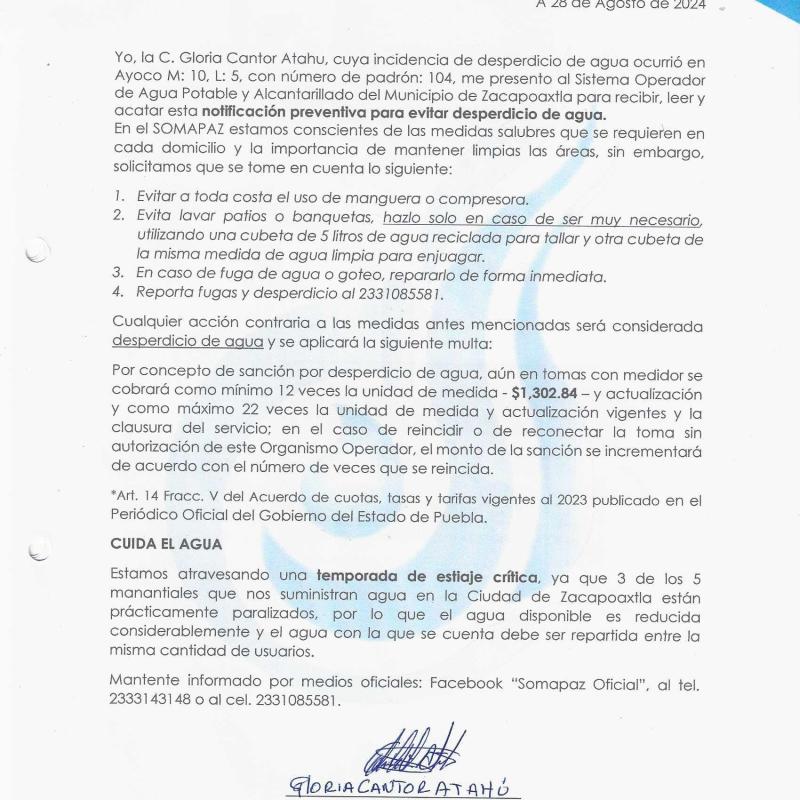 A 28 de Agosto de 2024
Yo, la C. Gloria Cantor Atahu, cuya incidencia de desperdicio de agua ocurrió en
Ayoco M: 10, L: 5, con número de padrón: 104, me presento al Sistema Operador
de Agua Potable y Alcantarillado del Municipio de Zacapoaxtla para recibir, leer y
acatar esta notificación preventiva para evitar desperdicio de agua.
En el SOMAPAZ estamos conscientes de las medidas salubres que se requieren en
cada domicilio y la importancia de mantener limpias las áreas, sin embargo,
solicitamos que se tome en cuenta lo siguiente:
1. Evitar a toda costa el uso de manguera o compresora.
2. Evita lavar patios o banquetas, hazlo solo en caso de ser muy necesario,
utilizando una cubeta de 5 litros de agua reciclada para tallar y otra cubeta de
la misma medida de agua limpia para enjuagar.
3. En caso de fuga de agua o goteo, repararlo de forma inmediata.
4. Reporta fugas y desperdicio al 2331085581.
Cualquier acción contraria a las medidas antes mencionadas será considerada
desperdicio de agua y se aplicará la siguiente multa:
Por concepto de sanción por desperdicio de agua, aún en tomas con medidor se
cobrará como mínimo 12 veces la unidad de medida - $1,302.84 – y actualización
y como máximo 22 veces la unidad de medida y actualización vigentes y la
clausura del servicio; en el caso de reincidir o de reconectar la toma sin
autorización de este Organismo Operador, el monto de la sanción se incrementará
de acuerdo con el número de veces que se reincida.
*Art. 14 Fracc. V del Acuerdo de cuotas, tasas y tarifas vigentes al 2023 publicado en el
Periódico Oficial del Gobierno del Estado de Puebla.
CUIDA EL AGUA
Estamos atravesando una temporada de estiaje crítica, ya que 3 de los 5
manantiales que nos suministran agua en la Ciudad de Zacapoaxtla están
prácticamente paralizados, por lo que el agua disponible es reducida
considerablemente y el agua con la que se cuenta debe ser repartida entre la
misma cantidad de usuarios.
Mantente informado por medios oficiales: Facebook “Somapaz Oficial”, al tel.
2333143148 o al cel. 2331085581.
GLORIA CANTOR ATAHÚ